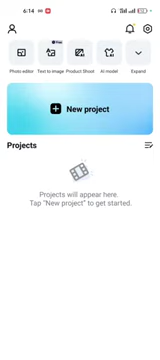 6:14
Free
Photo editor
Text to image
Product Shoot
AI model
Expand
New project
Projects
Projects will appear here.
Tap "New project" to get started.